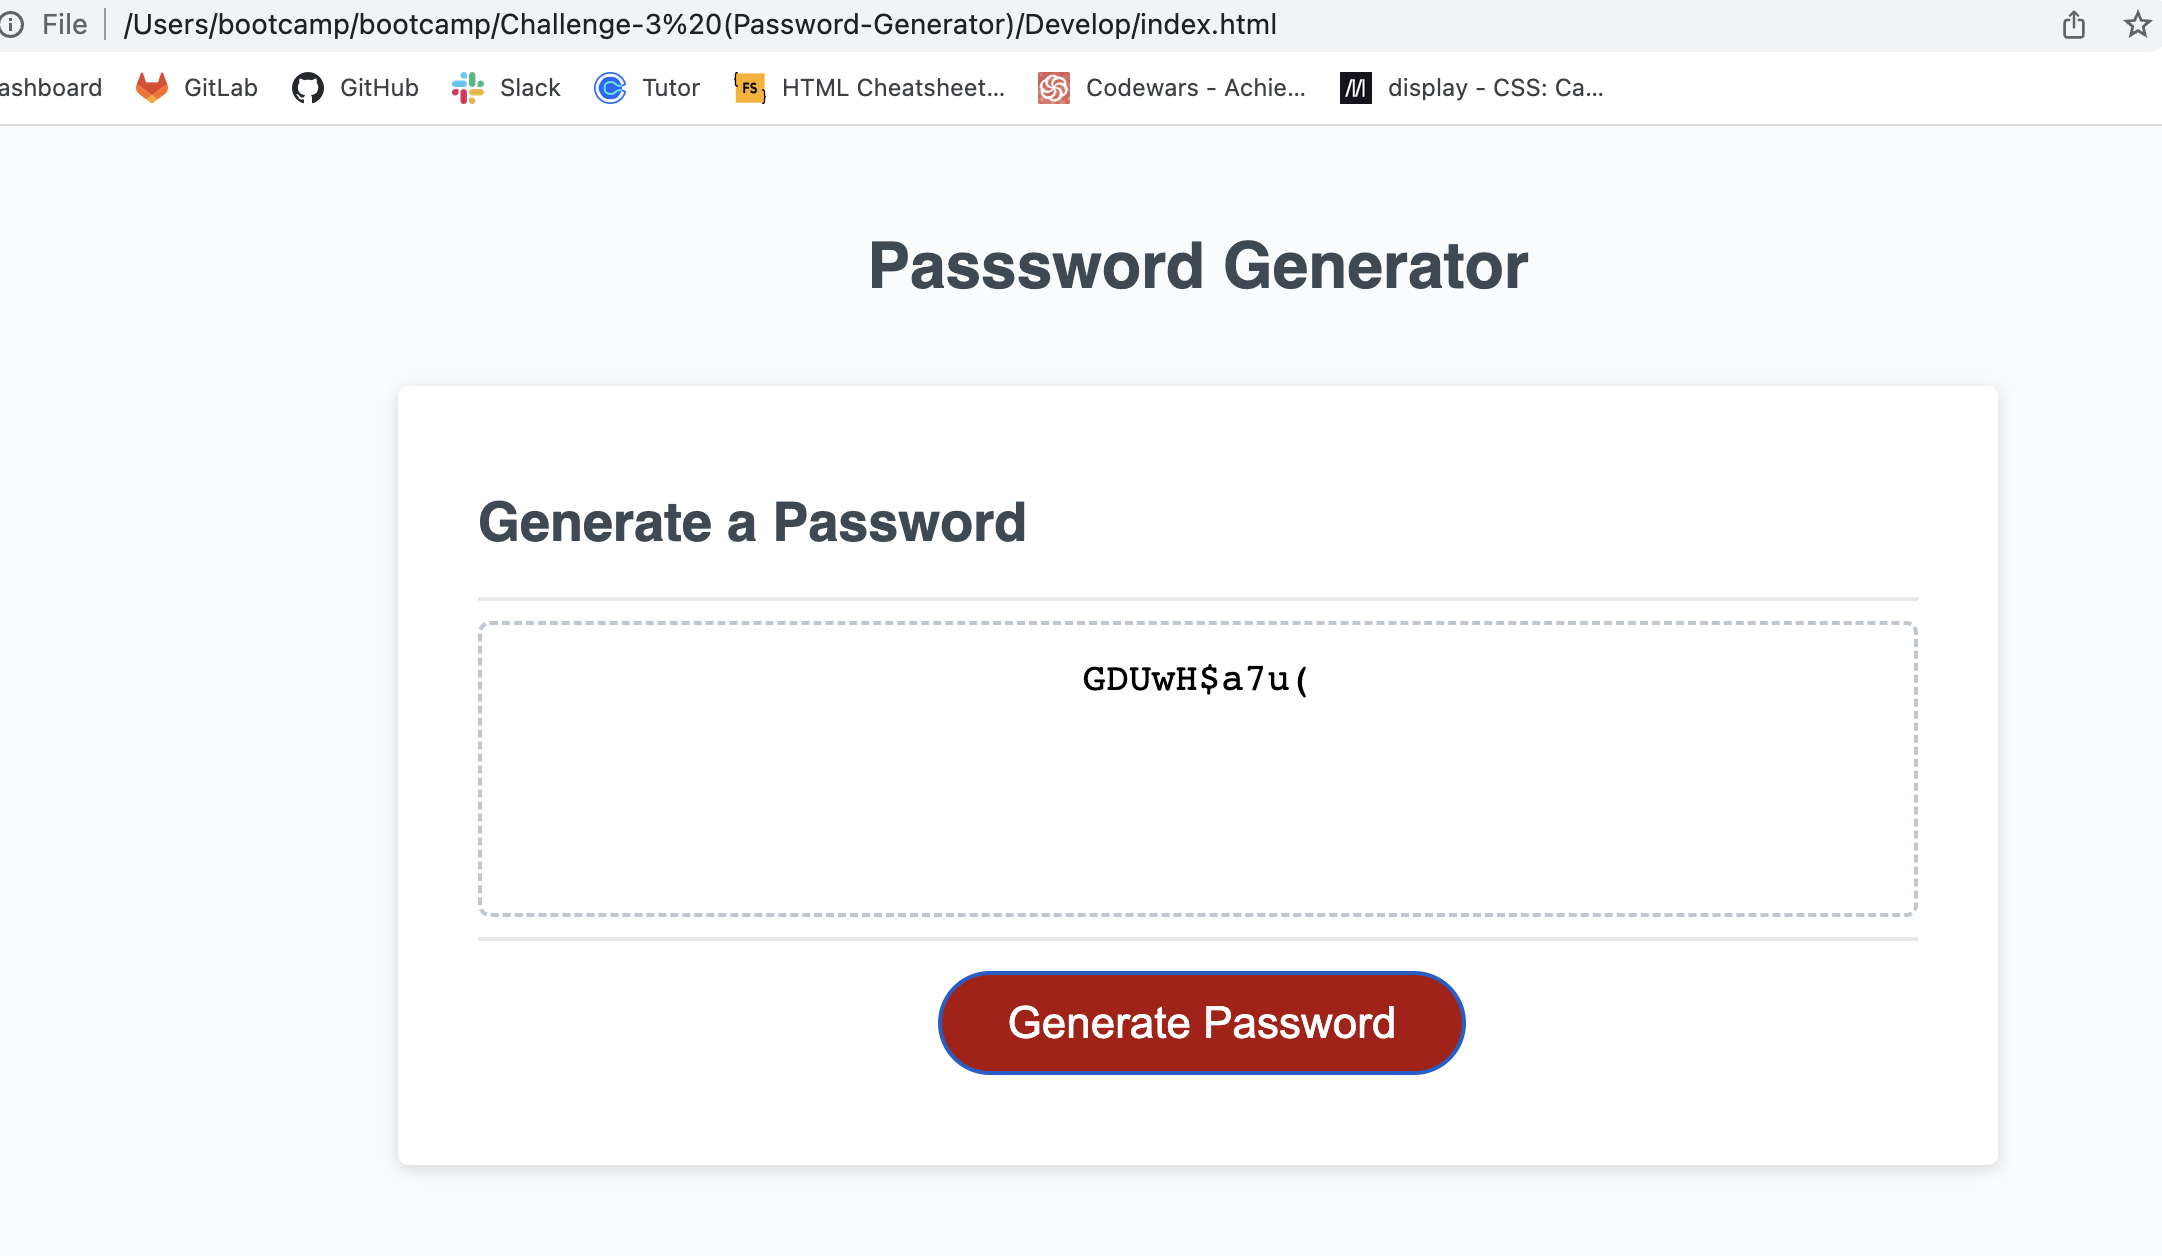 File | /Users/bootcamp/bootcamp/Challenge-3%20(Password-Generator)/Develop/index.html
ashboard GitLab GitHub Slack Tutor FS HTML Cheatsheet... Codewars - Achie... display - CSS: Ca...
Passsword Generator
Generate a Password
GDUwH$a7u(
Generate Password